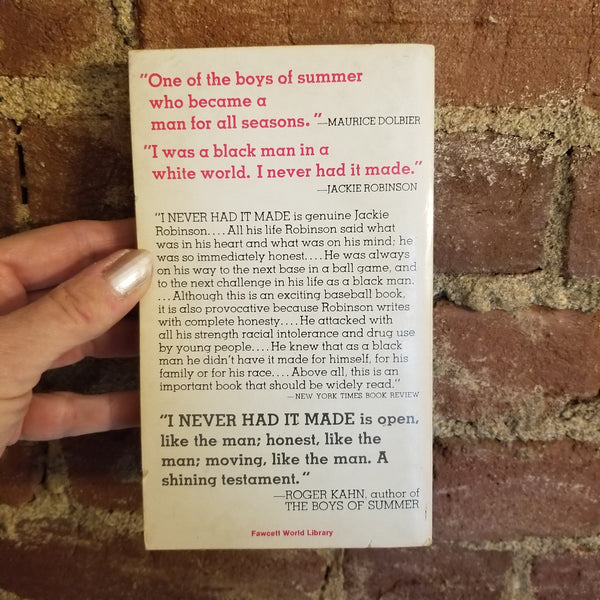 "One of the boys of summer
who became a
man for all seasons."—MAURICE DOLBIER
"I was a black man in a
white world. I never had it made."
—JACKIE ROBINSON
"I NEVER HAD IT MADE is genuine Jackie
Robinson....All his life Robinson said what
was in his heart and what was on his mind; he
was so immediately honest....He was always
on his way to the next base in a ball game, and
to the next challenge in his life as a black man.
...Although this is an exciting baseball book,
it is also provocative because Robinson writes
with complete honesty....He attacked with
all his strength racial intolerance and drug use
by young people....He knew that as a black
man he didn't have it made for himself, for his
family or for his race....Above all, this is an
important book that should be widely read."
—NEW YORK TIMES BOOK REVIEW
"I NEVER HAD IT MADE is open,
like the man; honest, like the
man; moving, like the man. A
shining testament."
—ROGER KAHN, author of
THE BOYS OF SUMMER
Fawcett World Library